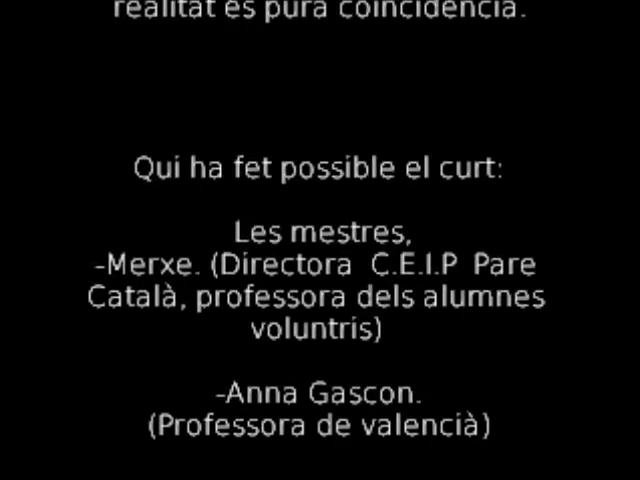 realitat és pura coincidència.
Qui ha fet possible el curt:
Les mestres,
-Merxe. (Directora C.E.I.P Pare
Català, professora dels alumnes
voluntris)
-Anna Gascon.
(Professora de valencià)